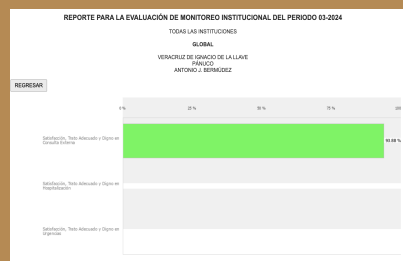 REPORTE PARA LA EVALUACIÓN DE MONITOREO INSTITUCIONAL DEL PERIODO 03-2024
TODAS LAS INSTITUCIONES
GLOBAL
VERACRUZ DE IGNACIO DE LA LLAVE
PÁNUCO
ANTONIO J. BERMÚDEZ
REGRESAR
0 % 25 % 50 % 75 % 100
Satisfacción, Trato Adecuado y Digno en
Consulta Externa
93.88 %
Satisfacción, Trato Adecuado y Digno en
Hospitalización
Satisfacción, Trato Adecuado y Digno en
Urgencias